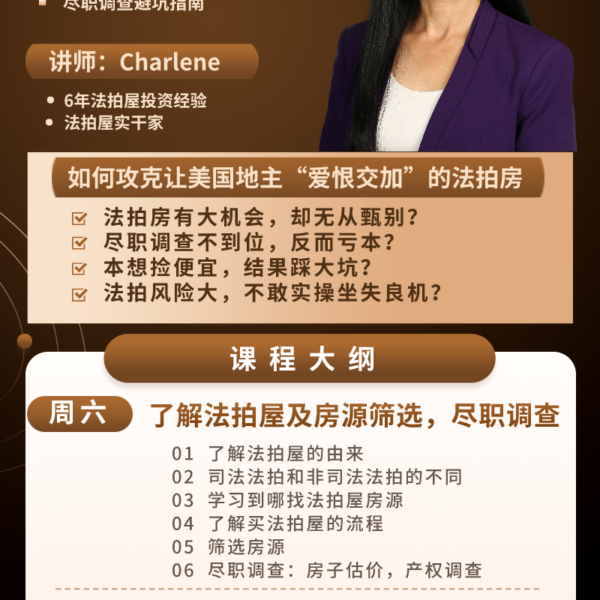 尽职调查避坑指南
讲师：Charlene
6年法拍屋投资经验
法拍屋实干家
如何攻克让美国地主“爱恨交加”的法拍房
法拍房有大机会，却无从甄别？
尽职调查不到位，反而亏本？
本想捡便宜，结果踩大坑？
法拍风险大，不敢实操坐失良机？
课程大纲
周六 了解法拍屋及房源筛选，尽职调查
01 了解法拍屋的由来
02 司法法拍和非司法法拍的不同
03 学习到哪找法拍屋房源
04 了解买法拍屋的流程
05 筛选房源
06 尽职调查：房子估价，产权调查